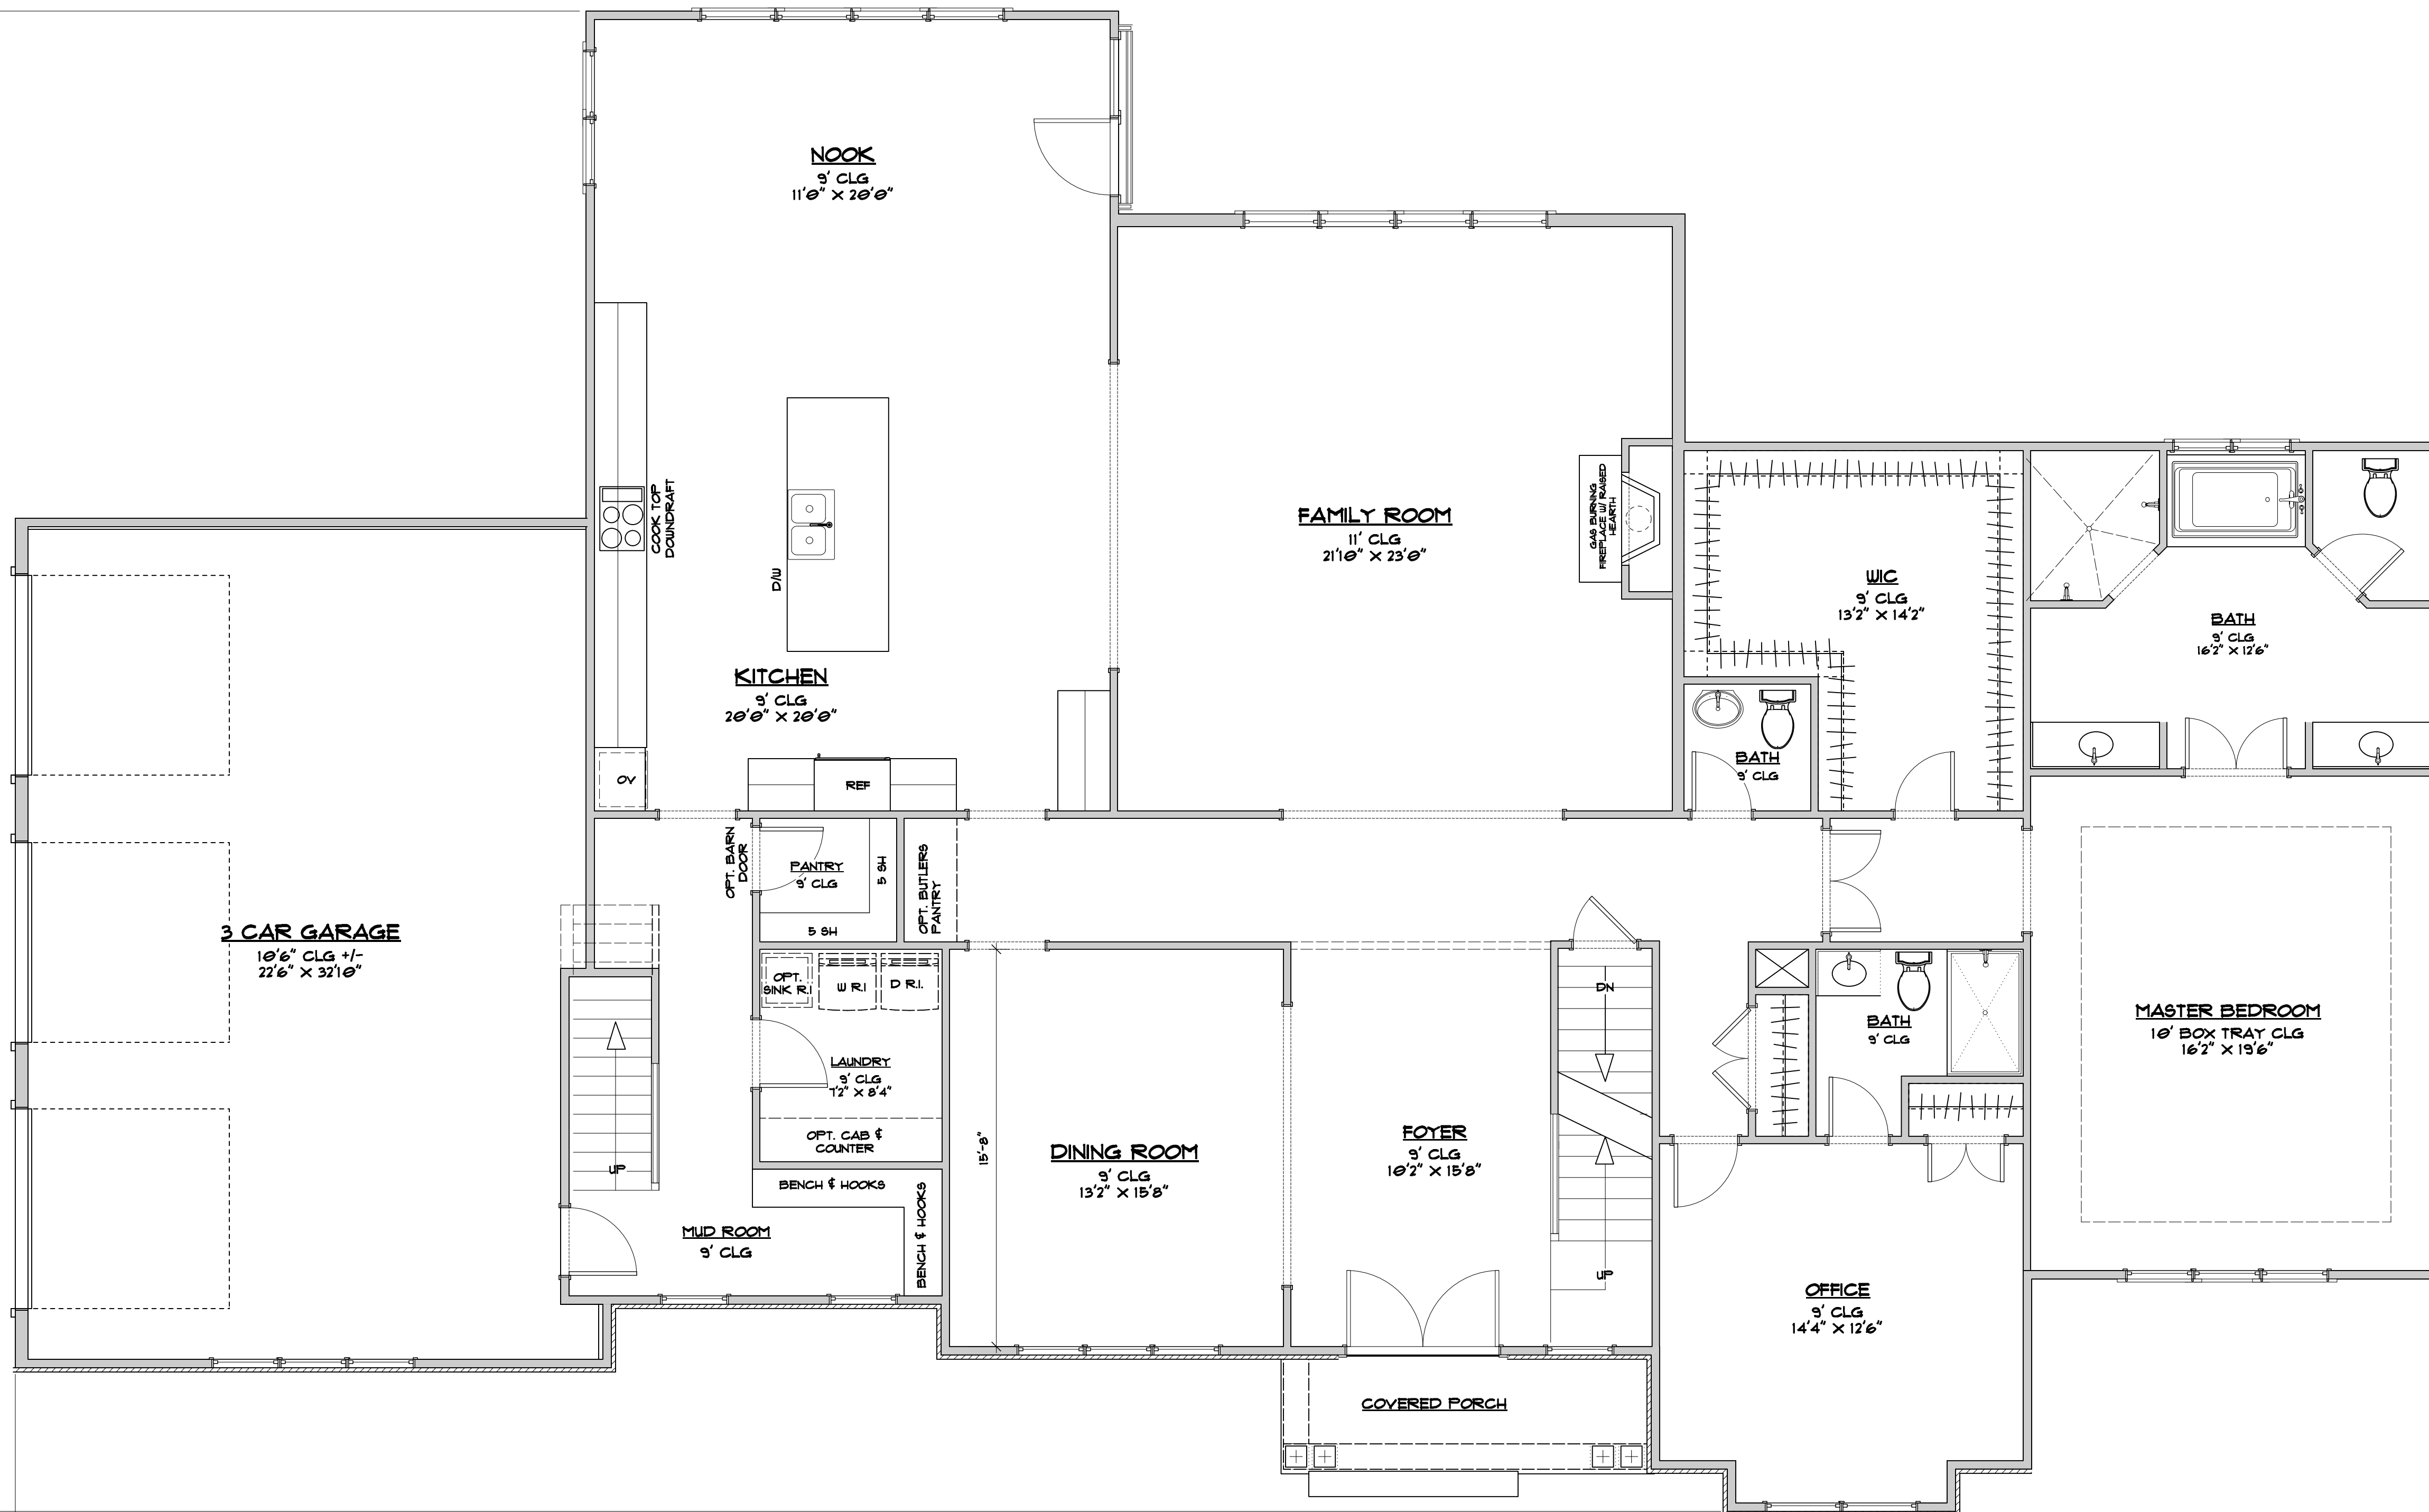 NOOK
9' CLG
11'0" X 20'0"
FAMILY ROOM
11' CLG
21'10" X 23'0"
GAS BURNING
FIREPLACE W/ RAISED
HEARTH
COOK TOP
DOWNDRAFT
D/W
KITCHEN
9' CLG
20'0" X 20'0"
OV
REF
WIC
9' CLG
13'2" X 14'2"
BATH
9' CLG
16'2" X 12'6"
BATH
9' CLG
OPT. BARN
DOOR
PANTRY
9' CLG
5 SH
5 SH
OPT. BUTLERS
PANTRY
3 CAR GARAGE
10'6" CLG +/-
22'6" X 32'10"
OPT.
SINK R.I
W R.I
D R.I.
LAUNDRY
9' CLG
7'2" X 8'4"
OPT. CAB &
COUNTER
UP
BENCH & HOOKS
BENCH & HOOKS
MUD ROOM
9' CLG
15'-8"
DINING ROOM
9' CLG
13'2" X 15'8"
FOYER
9' CLG
10'2" X 15'8"
DN
UP
BATH
9' CLG
MASTER BEDROOM
10' BOX TRAY CLG
16'2" X 19'6"
OFFICE
9' CLG
14'4" X 12'6"
COVERED PORCH